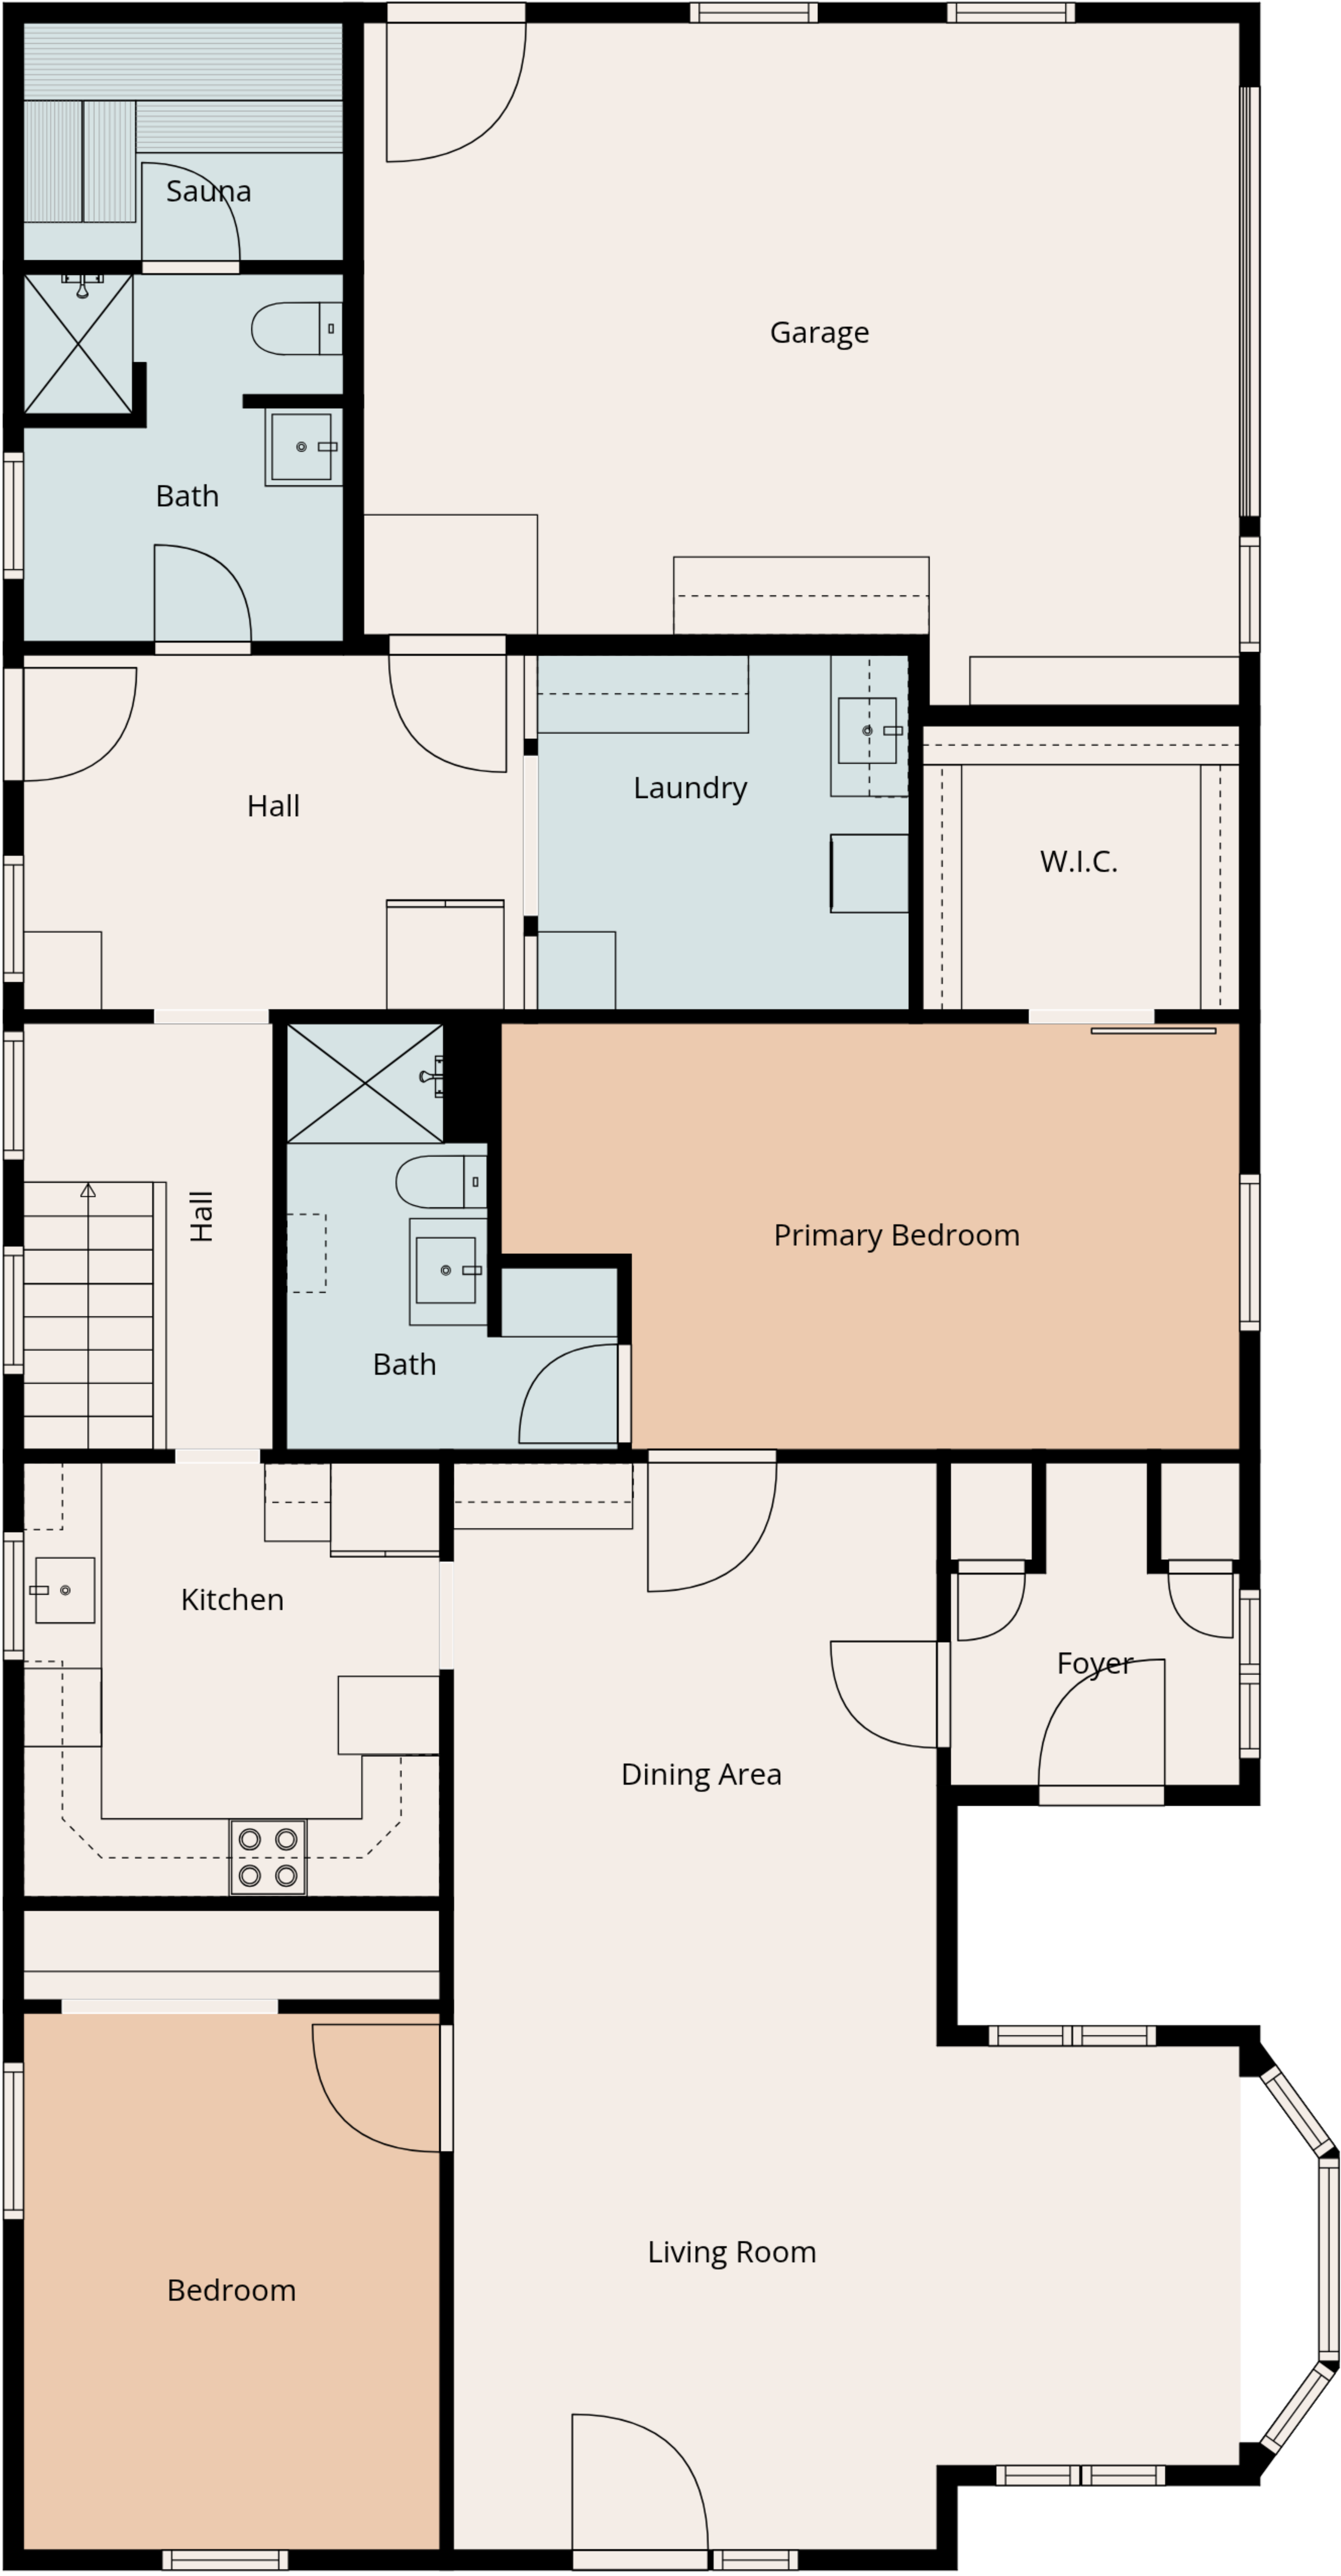 Sauna
Garage
Bath
Laundry
Hall
W.I.C.
Hall
Primary Bedroom
Bath
Kitchen
Foyer
Dining Area
Living Room
Bedroom